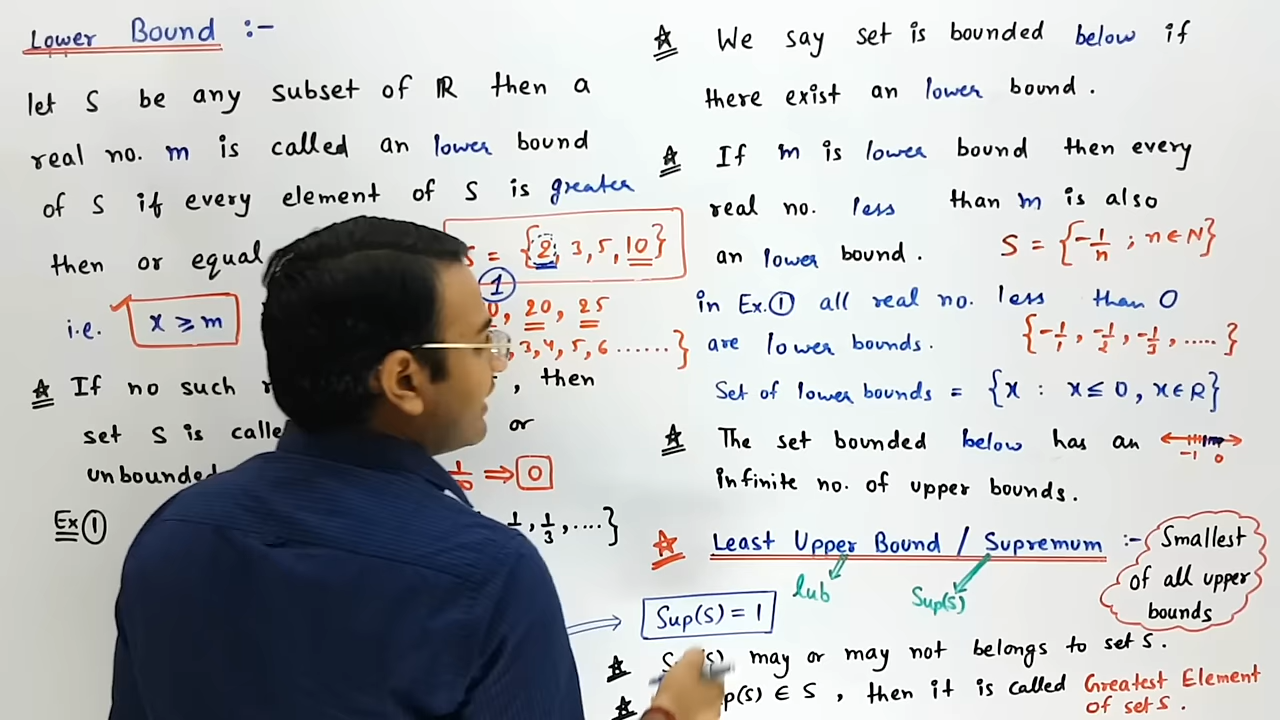 Lower Bound :-
let S be any subset of ℝ then a
real no. m is called an lower bound
of S if every element of S is greater
then or equal
S = {2, 3, 5, 10}
1
i.e. x ≥ m
20, 25
3, 4, 5, 6 ......}
If no such
, then
set S is
or
unbounded
⇒ 0
Ex 1
1/3, ....}
We say set is bounded below if
there exist an lower bound.
If m is lower bound then every
real no. less than m is also
an lower bound.
S = {-1/n ; n ∈ N}
in Ex. 1 all real no. less than 0
are lower bounds.
{-1/1, -1/2, -1/3, .....}
Set of lower bounds = {x : x ≤ 0, x ∈ R}
The set bounded below has an
-1 0
infinite no. of upper bounds.
Least Upper Bound / Supremum :-
lub
Sup(S)
Smallest
of all upper
bounds
Sup(S) = 1
may or may not belongs to set S.
∈ S, then it is called Greatest Element
of set S.